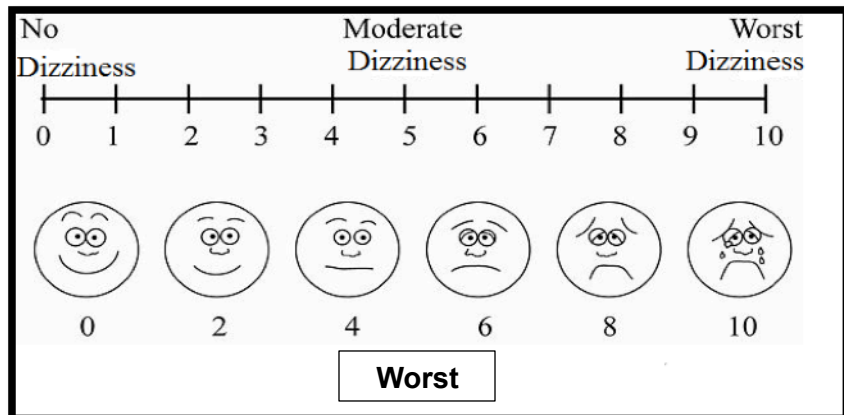 No Moderate Worst
Dizziness Dizziness Dizziness
0 1 2 3 4 5 6 7 8 9 10
0 2 4 6 8 10
Worst